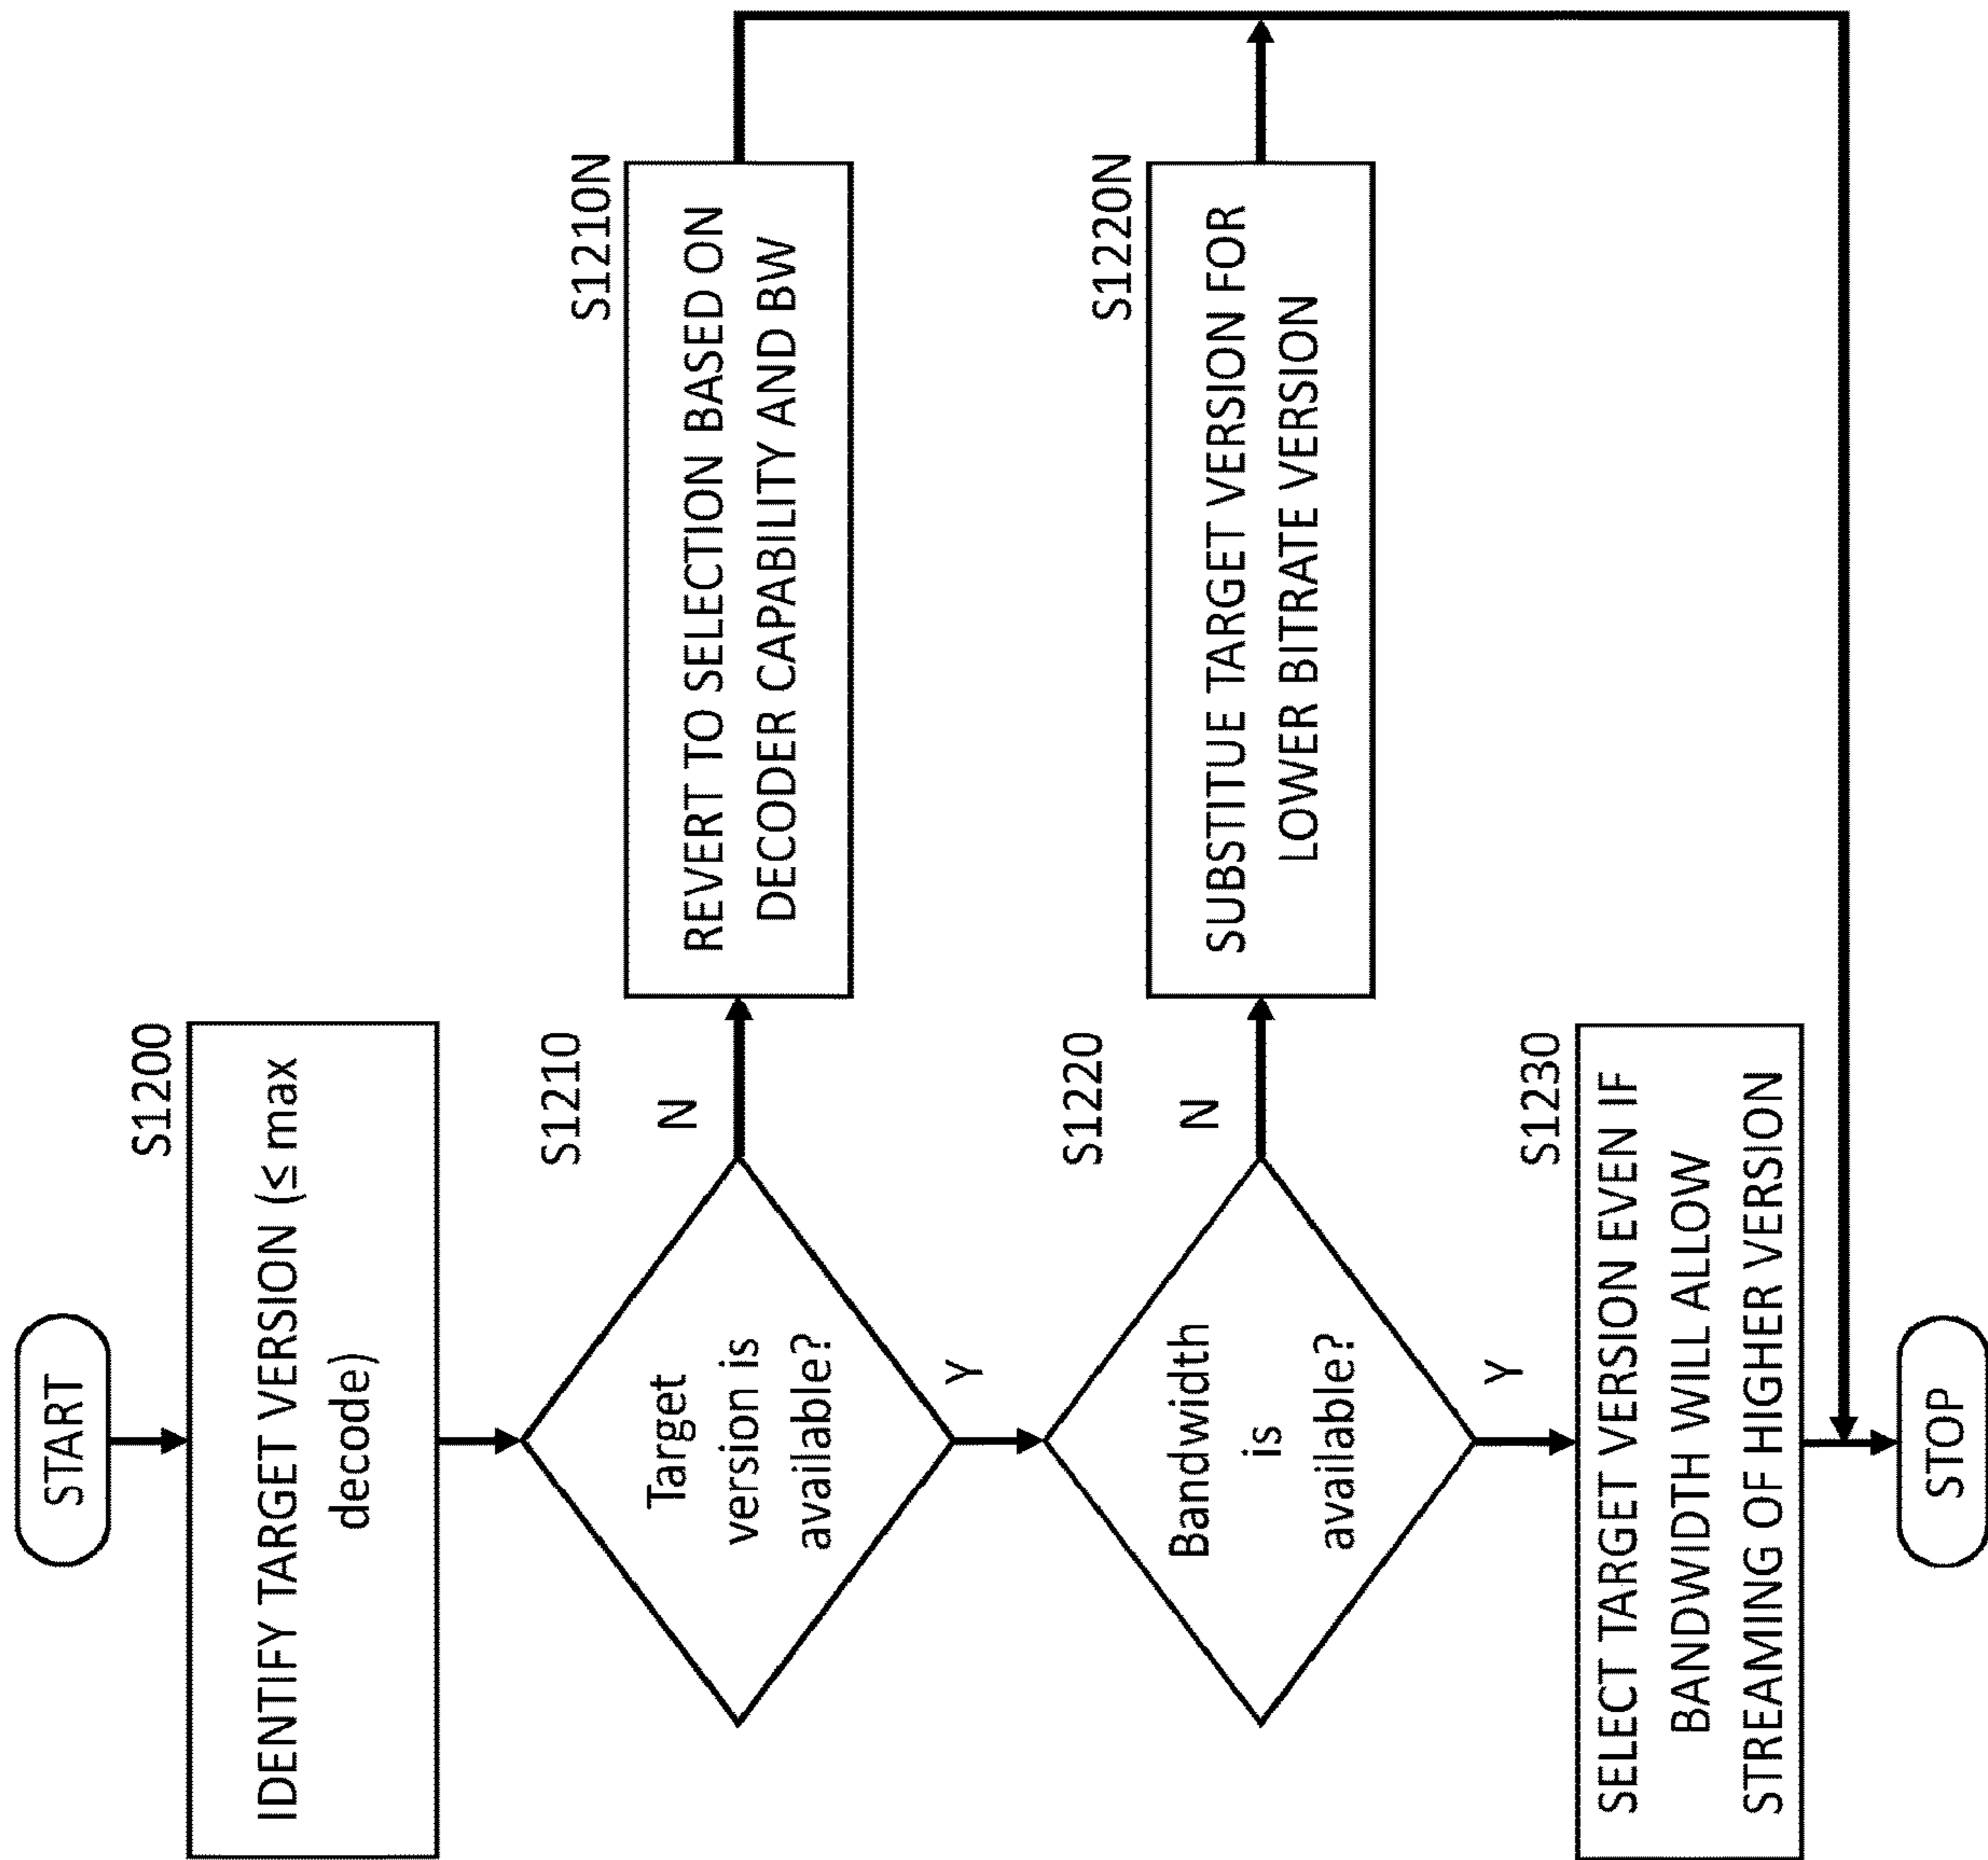 START
S1200
IDENTIFY TARGET VERSION (≤ max
decode)
S1210
Target
version is
available?
N
S1210N
REVERT TO SELECTION BASED ON
DECODER CAPABILITY AND BW
Y
S1220
Bandwidth
is
available?
N
S1220N
SUBSTITUE TARGET VERSION FOR
LOWER BITRATE VERSION
Y
S1230
SELECT TARGET VERSION EVEN IF
BANDWIDTH WILL ALLOW
STREAMING OF HIGHER VERSION
STOP